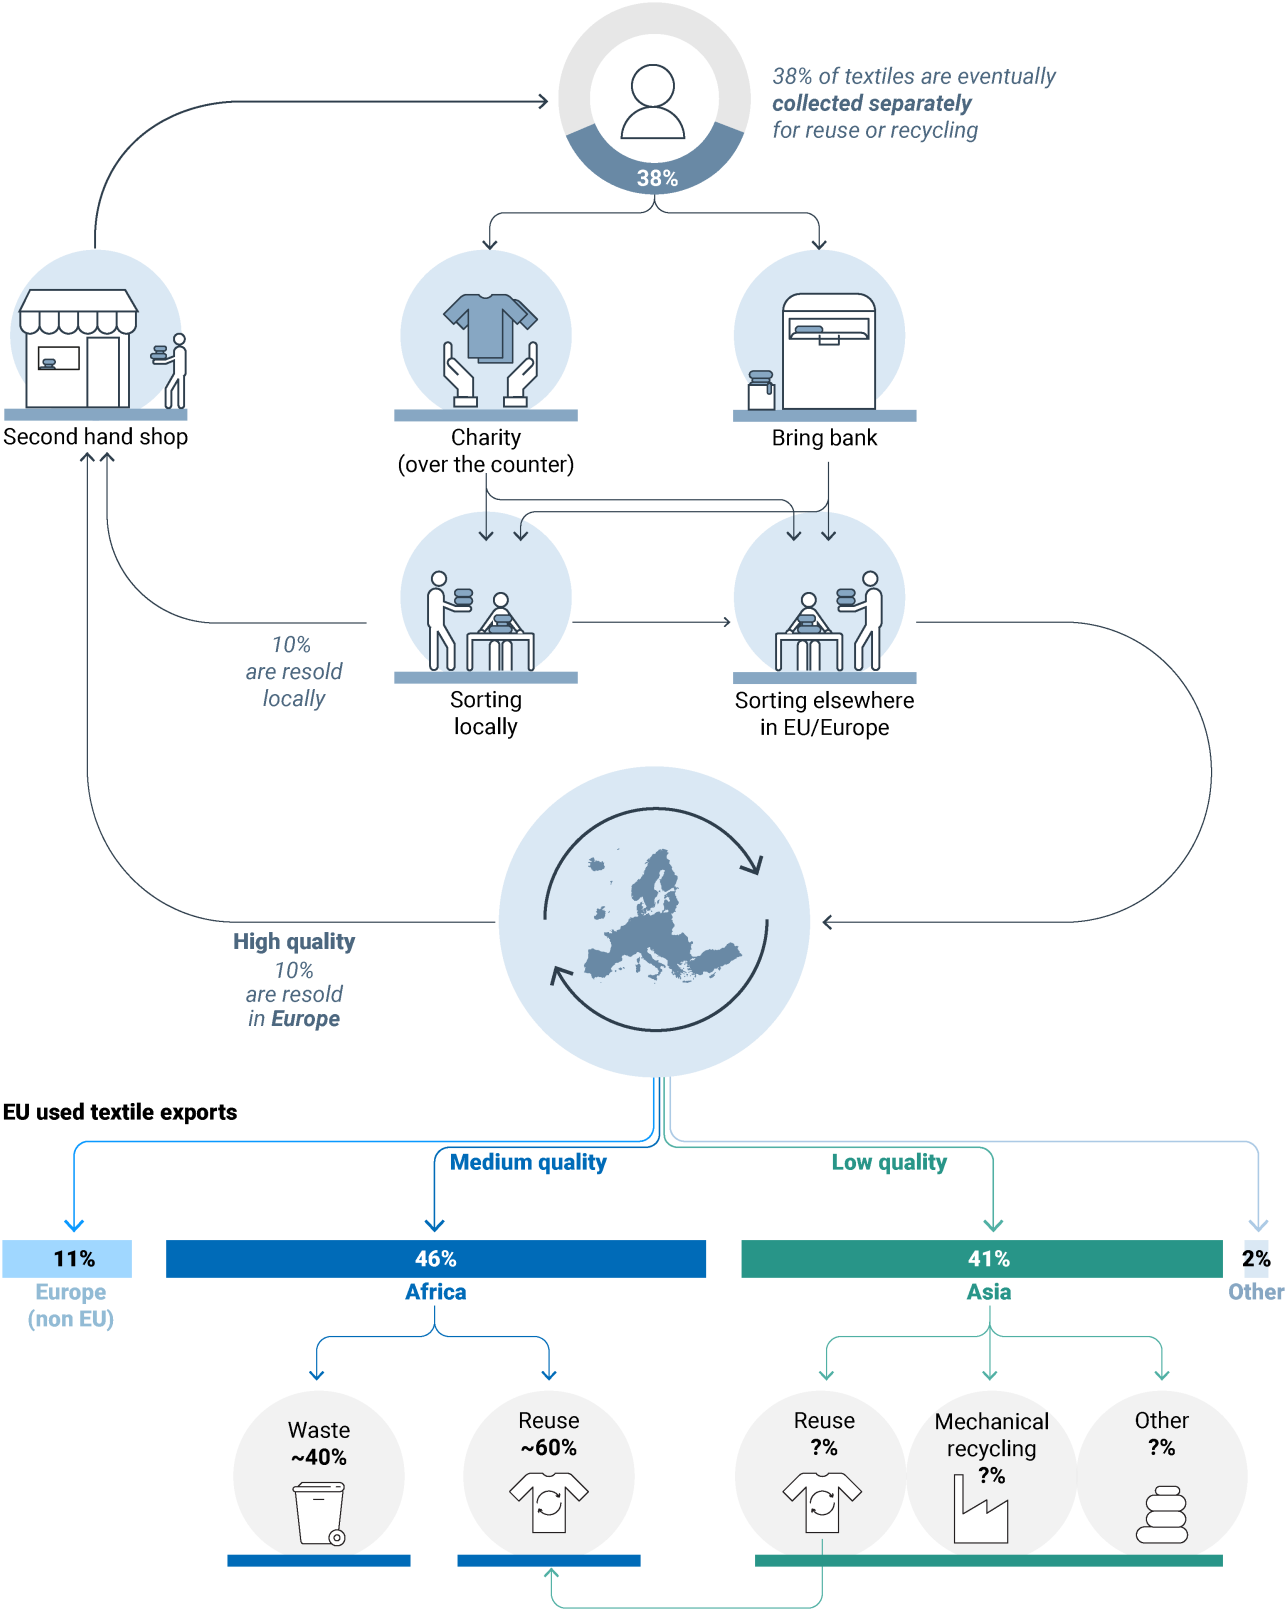 38% of textiles are eventually
collected separately
for reuse or recycling
38%
Second hand shop
Charity
(over the counter)
Bring bank
10%
are resold
locally
Sorting
locally
Sorting elsewhere
in EU/Europe
High quality
10%
are resold
in Europe
EU used textile exports
Medium quality
Low quality
11%
46%
41%
2%
Europe
(non EU)
Africa
Asia
Other
Waste
~40%
Reuse
~60%
Reuse
?%
Mechanical
recycling
?%
Other
?%